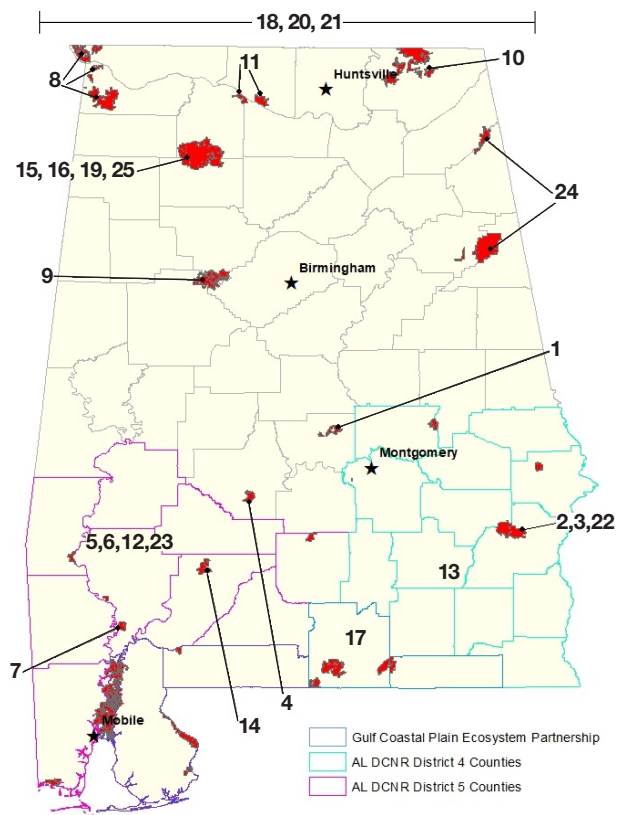 18, 20, 21
11
10
8
Huntsville
15, 16, 19, 25
24
9
Birmingham
1
Montgomery
5,6,12,23
2,3,22
13
17
7
4
14
Mobile
Gulf Coastal Plain Ecosystem Partnership
AL DCNR District 4 Counties
AL DCNR District 5 Counties